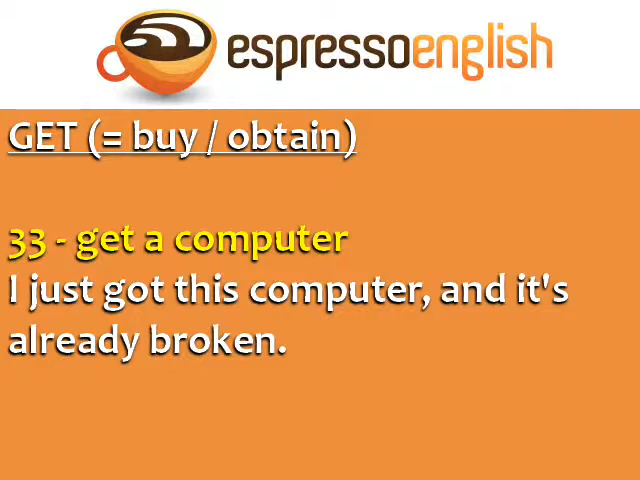 espressoenglish
GET (= buy / obtain)
33 - get a computer
I just got this computer, and it's
already broken.